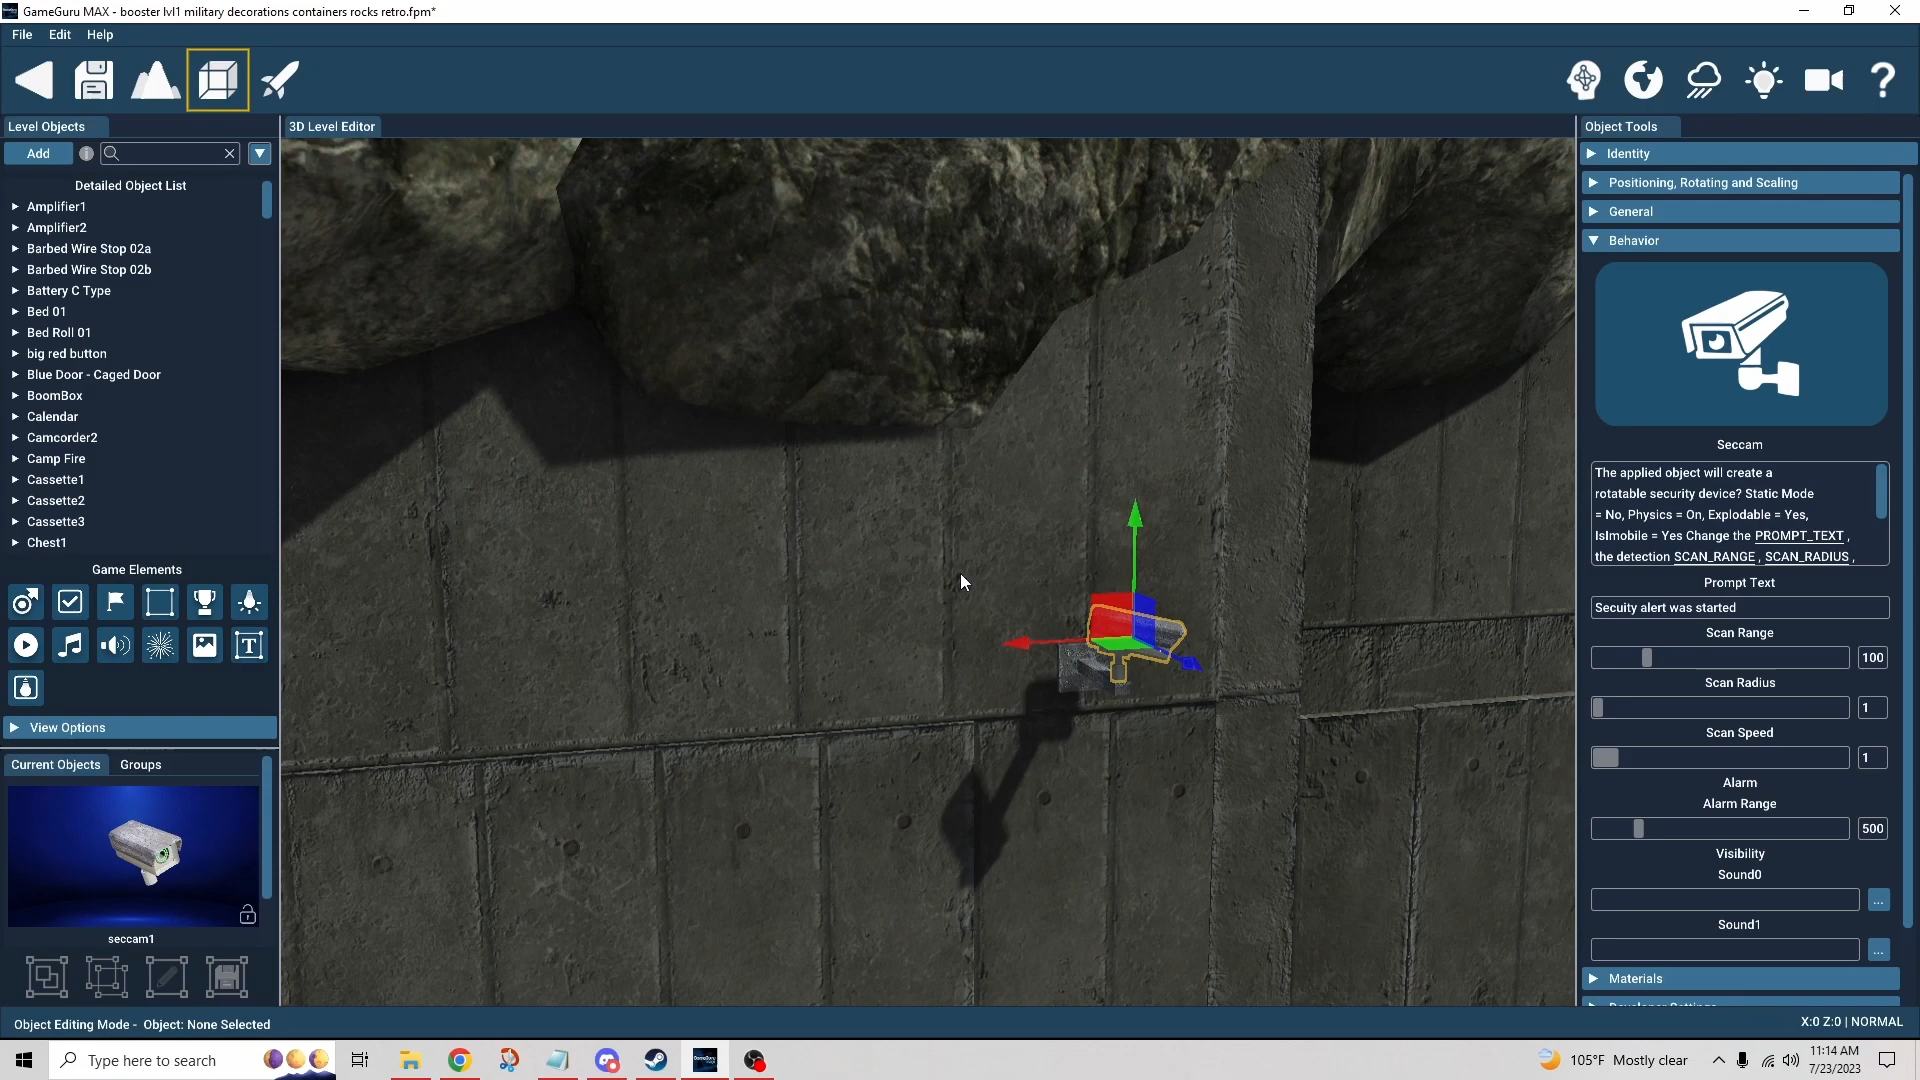 GameGuru MAX - booster lvl1 military decorations containers rocks retro.fpm*
File Edit Help
Level Objects
Add
Detailed Object List
Amplifier1
Amplifier2
Barbed Wire Stop 02a
Barbed Wire Stop 02b
Battery C Type
Bed 01
Bed Roll 01
big red button
Blue Door - Caged Door
BoomBox
Calendar
Camcorder2
Camp Fire
Cassette1
Cassette2
Cassette3
Chest1
Game Elements
View Options
Current Objects Groups
seccam1
3D Level Editor
Object Tools
Identity
Positioning, Rotating and Scaling
General
Behavior
Seccam
The applied object will create a
rotatable security device? Static Mode
= No, Physics = On, Explodable = Yes,
IsImobile = Yes Change the PROMPT_TEXT ,
the detection SCAN_RANGE , SCAN_RADIUS ,
Prompt Text
Secuity alert was started
Scan Range
100
Scan Radius
1
Scan Speed
1
Alarm
Alarm Range
500
Visibility
Sound0
...
Sound1
...
Materials
Object Editing Mode - Object: None Selected
X:0 Z:0 | NORMAL
Type here to search
105°F Mostly clear
11:14 AM
7/23/2023